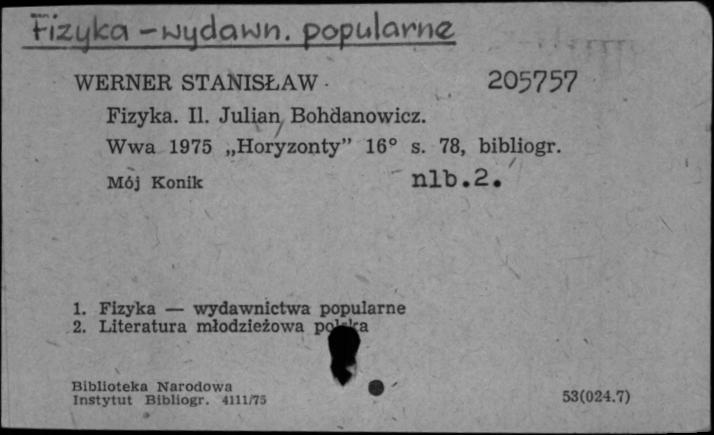 Fizyka - wydawn. popularne
WERNER STANISŁAW 205757
Fizyka. Il. Julian Bohdanowicz.
Wwa 1975 „Horyzonty” 16° s. 78, bibliogr.
Mój Konik nlb.2.
1. Fizyka — wydawnictwa popularne
2. Literatura młodzieżowa polska
Biblioteka Narodowa
Instytut Bibliogr. 4111/75 53(024.7)